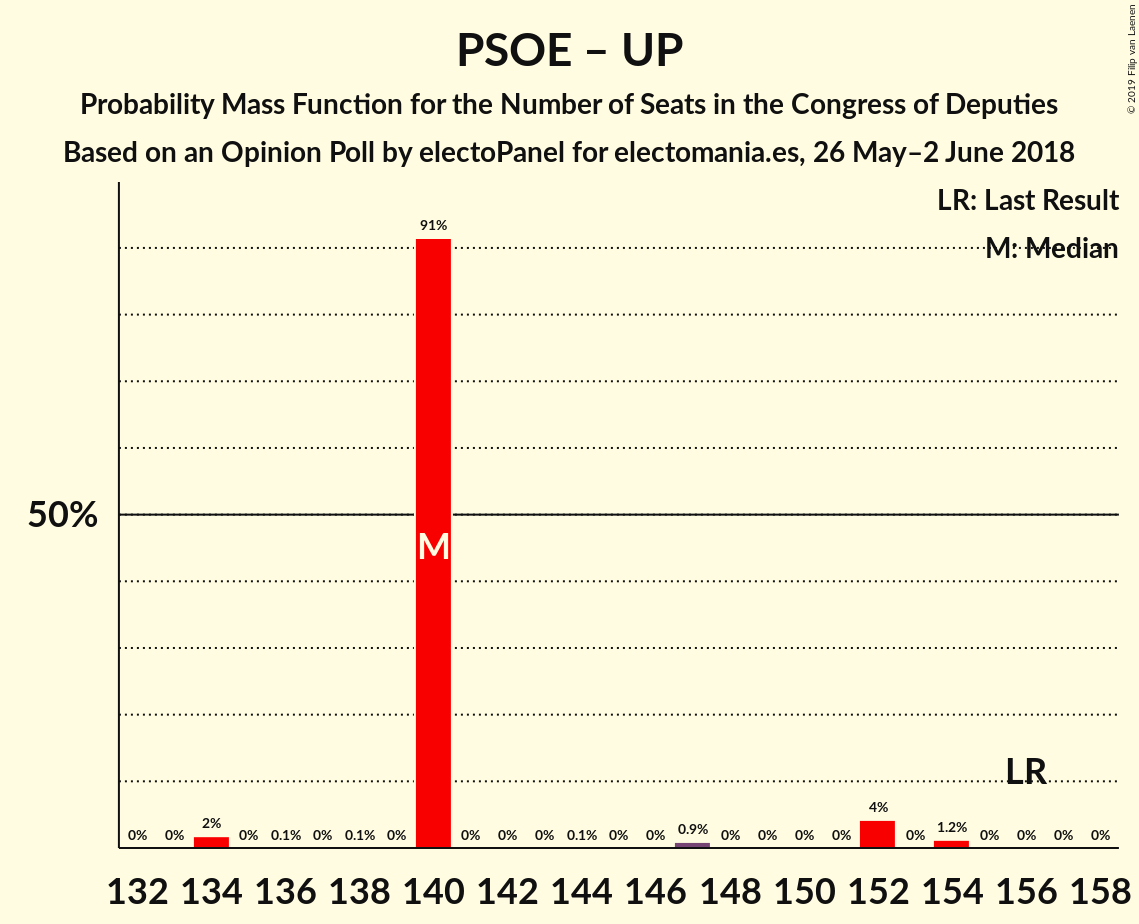 PSOE – UP
Probability Mass Function for the Number of Seats in the Congress of Deputies
Based on an Opinion Poll by electoPanel for electomania.es, 26 May–2 June 2018
© 2019 Filip van Laenen
LR: Last Result
M: Median
91%
50%
M
LR
0% 0% 2% 0% 0.1% 0% 0.1% 0% 0% 0% 0% 0.1% 0% 0% 0.9% 0% 0% 0% 0% 4% 0% 1.2% 0% 0% 0% 0%
132 134 136 138 140 142 144 146 148 150 152 154 156 158